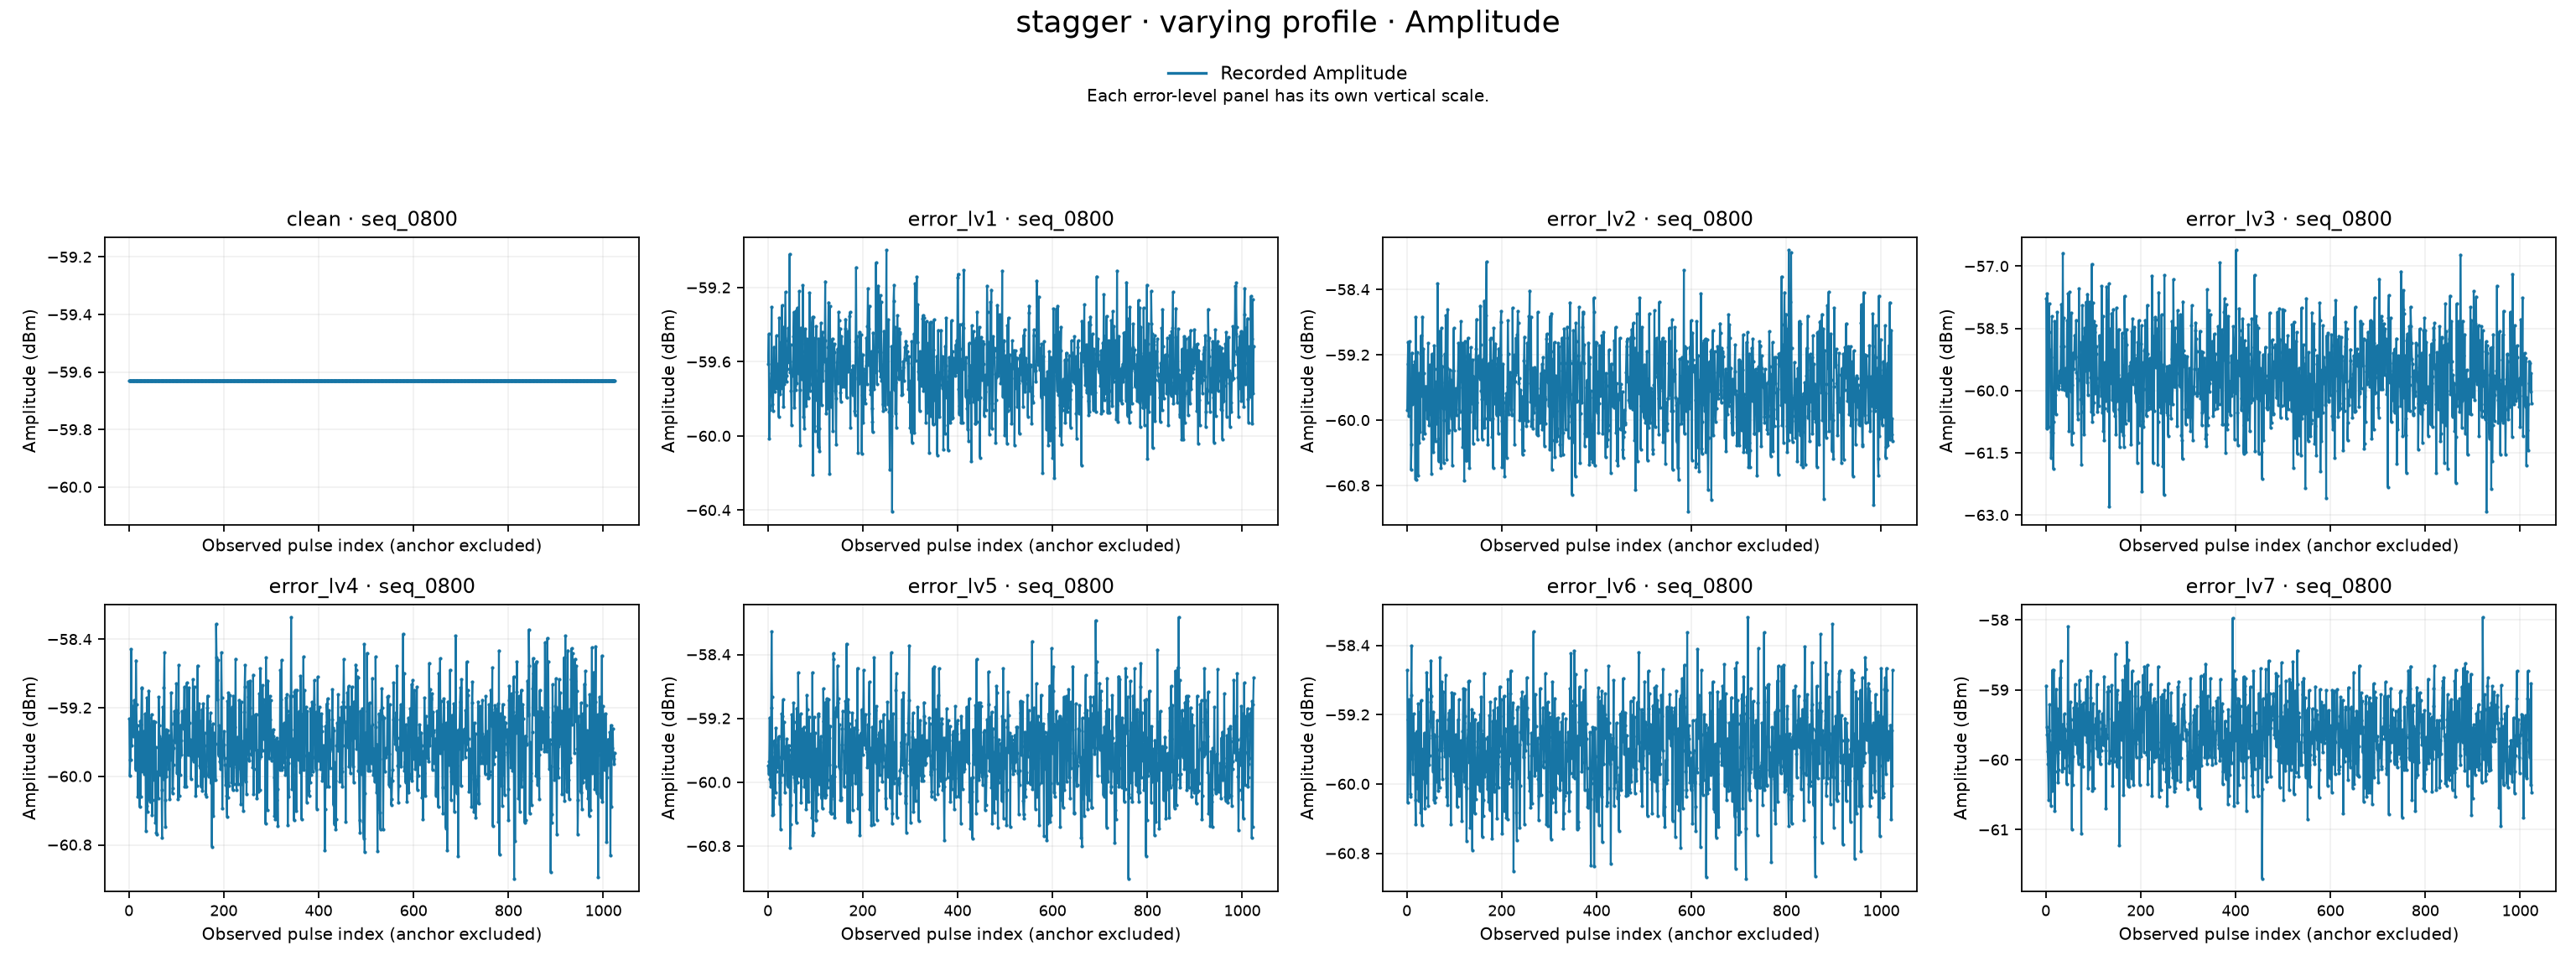 stagger · varying profile · Amplitude
Recorded Amplitude
Each error-level panel has its own vertical scale.
clean · seq_0800
−59.2
−59.4
−59.6
−59.8
−60.0
Amplitude (dBm)
Observed pulse index (anchor excluded)
error_lv1 · seq_0800
−59.2
−59.6
−60.0
−60.4
Amplitude (dBm)
Observed pulse index (anchor excluded)
error_lv2 · seq_0800
−58.4
−59.2
−60.0
−60.8
Amplitude (dBm)
Observed pulse index (anchor excluded)
error_lv3 · seq_0800
−57.0
−58.5
−60.0
−61.5
−63.0
Amplitude (dBm)
Observed pulse index (anchor excluded)
error_lv4 · seq_0800
−58.4
−59.2
−60.0
−60.8
Amplitude (dBm)
0 200 400 600 800 1000
Observed pulse index (anchor excluded)
error_lv5 · seq_0800
−58.4
−59.2
−60.0
−60.8
Amplitude (dBm)
0 200 400 600 800 1000
Observed pulse index (anchor excluded)
error_lv6 · seq_0800
−58.4
−59.2
−60.0
−60.8
Amplitude (dBm)
0 200 400 600 800 1000
Observed pulse index (anchor excluded)
error_lv7 · seq_0800
−58
−59
−60
−61
Amplitude (dBm)
0 200 400 600 800 1000
Observed pulse index (anchor excluded)